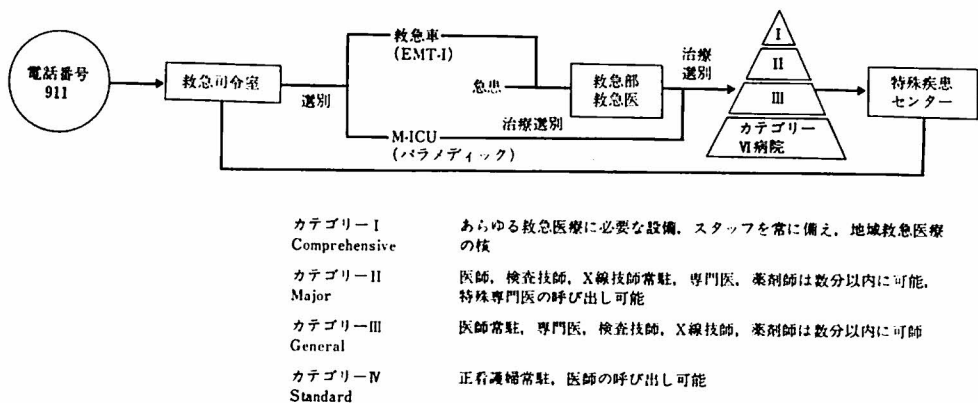 電話番号
911
救急司令室
選別
救急車
(EMT-I)
急患
M-ICU
(パラメディック)
治療選別
救急部
救急医
治療
選別
I
II
III
カテゴリー
VI病院
特殊疾患
センター
カテゴリーI
Comprehensive
あらゆる救急医療に必要な設備,スタッフを常に備え,地域救急医療
の核
カテゴリーII
Major
医師,検査技師,X線技師常駐,専門医,薬剤師は数分以内に可能,
特殊専門医の呼び出し可能
カテゴリーIII
General
医師常駐,専門医,検査技師,X線技師,薬剤師は数分以内に可師
カテゴリーIV
Standard
正看護婦常駐,医師の呼び出し可能